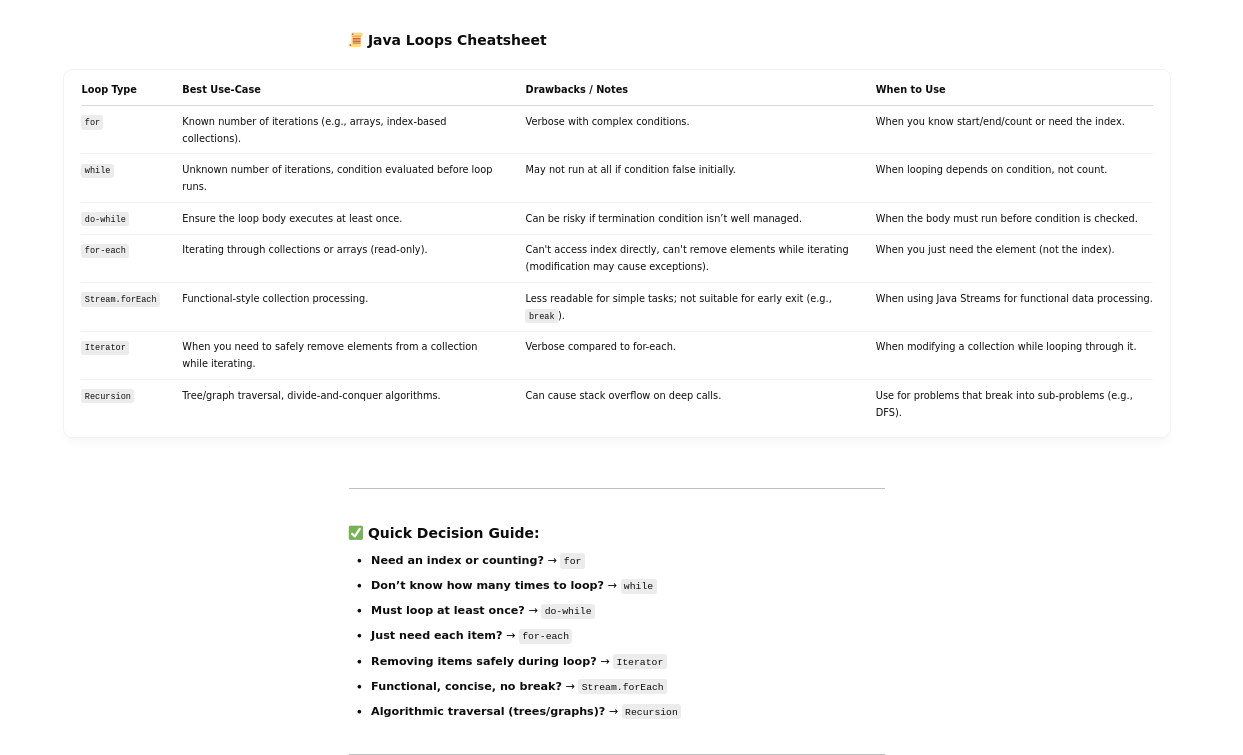 📜 Java Loops Cheatsheet
Loop Type Best Use-Case Drawbacks / Notes When to Use
for Known number of iterations (e.g., arrays, index-based Verbose with complex conditions. When you know start/end/count or need the index.
collections).
while Unknown number of iterations, condition evaluated before loop May not run at all if condition false initially. When looping depends on condition, not count.
runs.
do-while Ensure the loop body executes at least once. Can be risky if termination condition isn’t well managed. When the body must run before condition is checked.
for-each Iterating through collections or arrays (read-only). Can't access index directly, can't remove elements while iterating When you just need the element (not the index).
(modification may cause exceptions).
Stream.forEach Functional-style collection processing. Less readable for simple tasks; not suitable for early exit (e.g., When using Java Streams for functional data processing.
break ).
Iterator When you need to safely remove elements from a collection Verbose compared to for-each. When modifying a collection while looping through it.
while iterating.
Recursion Tree/graph traversal, divide-and-conquer algorithms. Can cause stack overflow on deep calls. Use for problems that break into sub-problems (e.g.,
DFS).
✅ Quick Decision Guide:
• Need an index or counting? → for
• Don’t know how many times to loop? → while
• Must loop at least once? → do-while
• Just need each item? → for-each
• Removing items safely during loop? → Iterator
• Functional, concise, no break? → Stream.forEach
• Algorithmic traversal (trees/graphs)? → Recursion